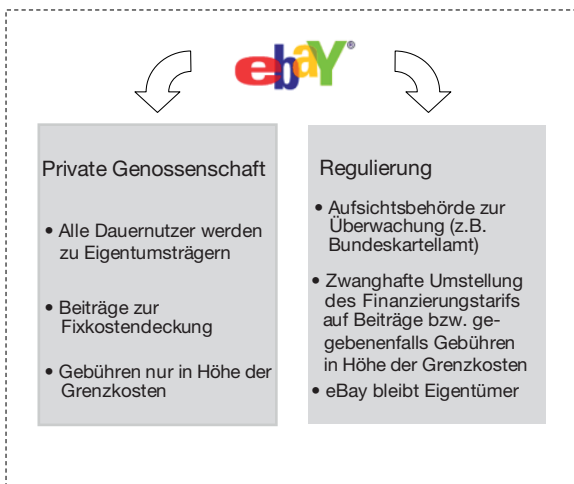 ebaY®
Private Genossenschaft
• Alle Dauernutzer werden
zu Eigentumsträgern
• Beiträge zur
Fixkostendeckung
• Gebühren nur in Höhe der
Grenzkosten
Regulierung
• Aufsichtsbehörde zur
Überwachung (z.B.
Bundeskartellamt)
• Zwanghafte Umstellung
des Finanzierungstarifs
auf Beiträge bzw. ge-
gebenenfalls Gebühren
in Höhe der Grenzkosten
• eBay bleibt Eigentümer